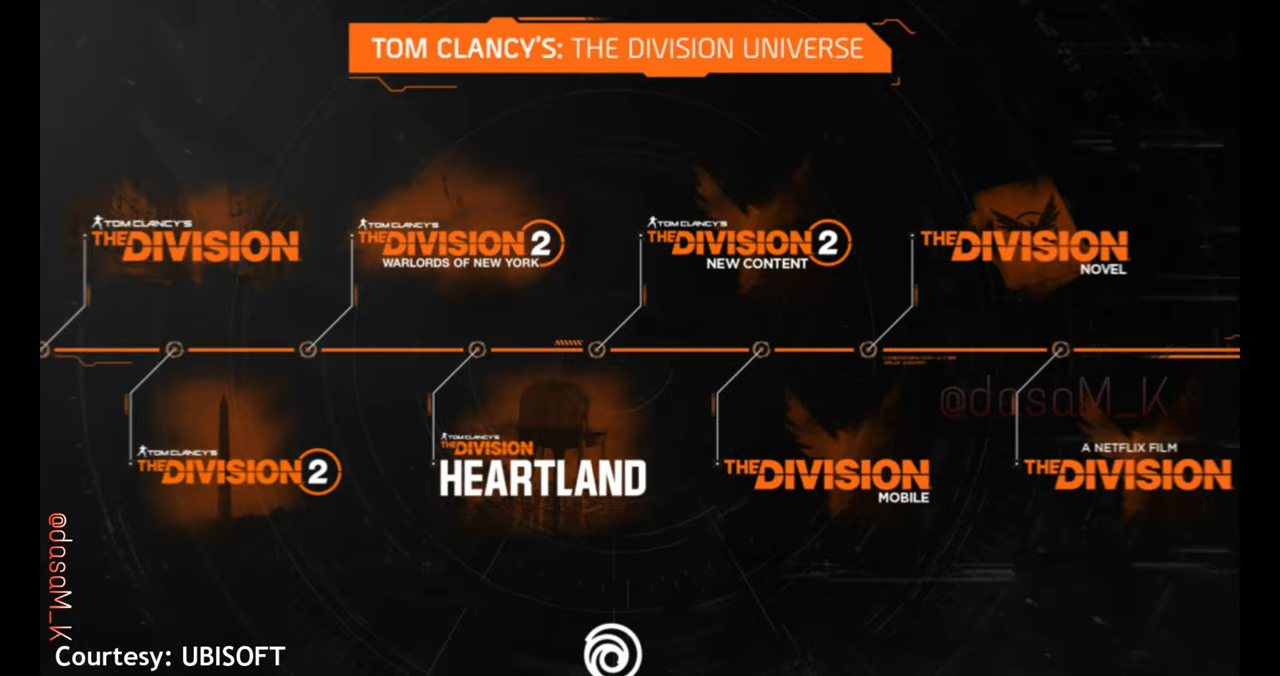 TOM CLANCY'S: THE DIVISION UNIVERSE
TOM CLANCY'S
THE DIVISION
TOM CLANCY'S
THE DIVISION 2
WARLORDS OF NEW YORK
TOM CLANCY'S
THE DIVISION 2
NEW CONTENT
THE DIVISION
NOVEL
TOM CLANCY'S
THE DIVISION 2
TOM CLANCY'S
THE DIVISION
HEARTLAND
THE DIVISION
MOBILE
A NETFLIX FILM
THE DIVISION
@dasaM_K
@dasaM_K
Courtesy: UBISOFT